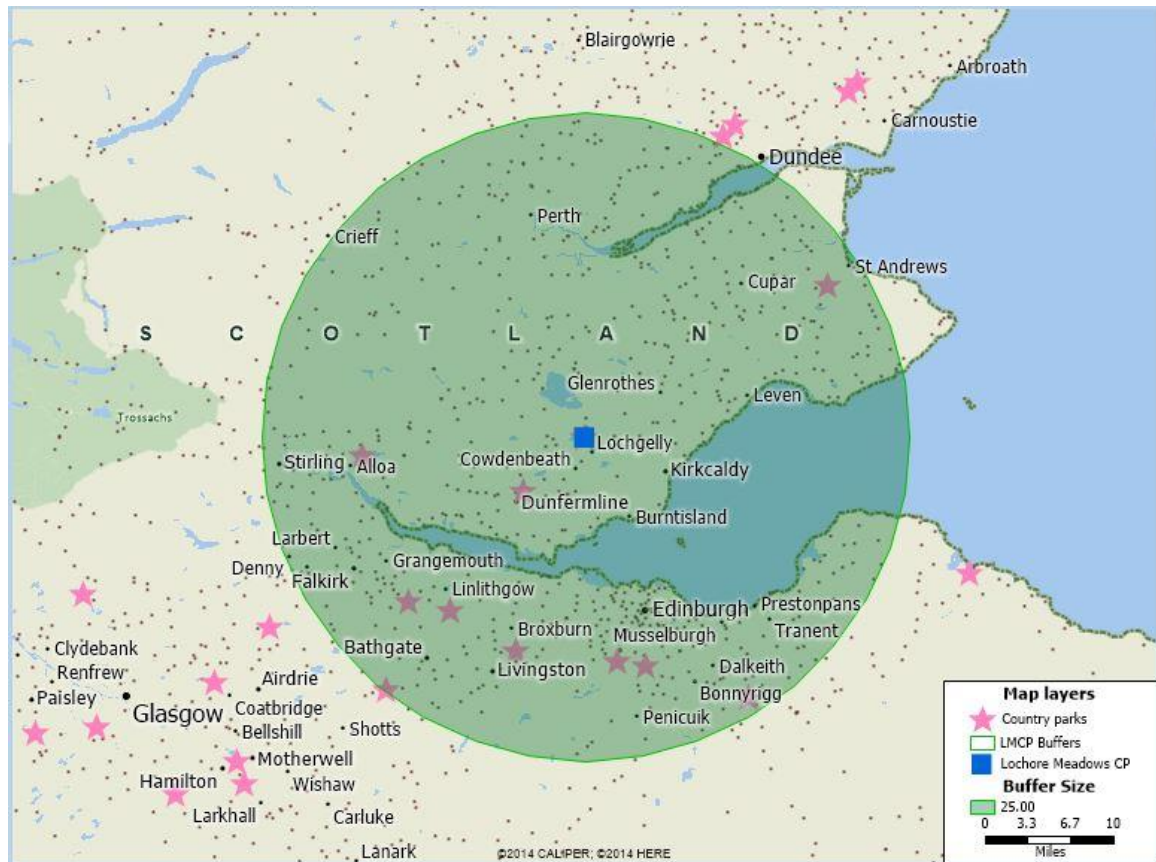 Blairgowrie
Arbroath
Carnoustie
Dundee
Perth
Crieff
St Andrews
Cupar
S C O T L A N D
Glenrothes
Leven
Trossachs
Lochgelly
Stirling
Alloa
Cowdenbeath
Kirkcaldy
Dunfermline
Burntisland
Larbert
Grangemouth
Denny
Falkirk
Linlithgow
Edinburgh
Prestonpans
Broxburn
Musselburgh
Tranent
Clydebank
Bathgate
Renfrew
Livingston
Dalkeith
Airdrie
Bonnyrigg
Paisley
Glasgow
Coatbridge
Shotts
Penicuik
Bellshill
Motherwell
Hamilton
Wishaw
Larkhall
Carluke
Lanark
Map layers
Country parks
LMCP Buffers
Lochore Meadows CP
Buffer Size
25.00
0 3.3 6.7 10
Miles
©2014 CALIPER; ©2014 HERE